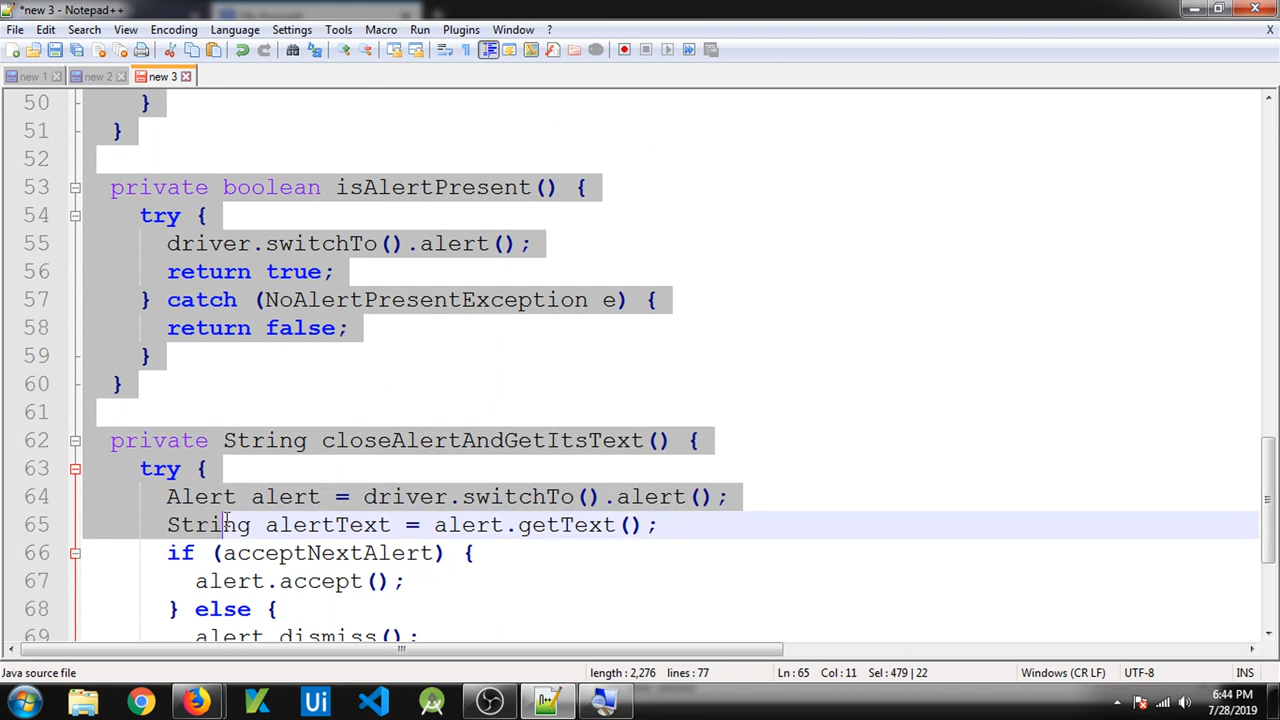 *new 3 - Notepad++
File Edit Search View Encoding Language Settings Tools Macro Run Plugins Window ? X
new 1 new 2 new 3
50 }
51 }
52
53 private boolean isAlertPresent() {
54 try {
55 driver.switchTo().alert();
56 return true;
57 } catch (NoAlertPresentException e) {
58 return false;
59 }
60 }
61
62 private String closeAlertAndGetItsText() {
63 try {
64 Alert alert = driver.switchTo().alert();
65 String alertText = alert.getText();
66 if (acceptNextAlert) {
67 alert.accept();
68 } else {
69 alert.dismiss();
Java source file length : 2,276 lines : 77 Ln : 65 Col : 11 Sel : 479 | 22 Windows (CR LF) UTF-8 INS
Ui 6:44 PM
7/28/2019